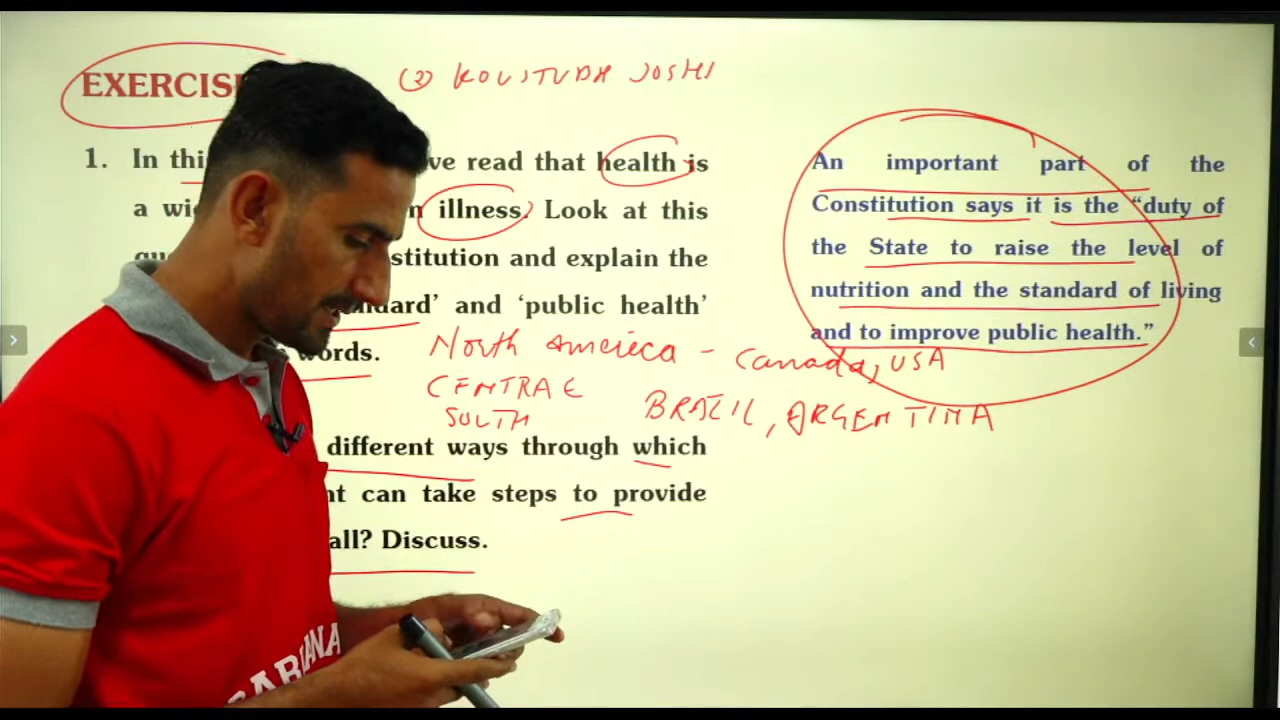 EXERCIS
(2) KOUSTUBH JOSHI
1. In thi ve read that health is
a wi n illness. Look at this
qu stitution and explain the
ndard’ and ‘public health’
words.
North America - Canada, USA
CENTRAL
SOUTH BRAZIL, ARGENTINA
different ways through which
nt can take steps to provide
all? Discuss.
An important part of the
Constitution says it is the “duty of
the State to raise the level of
nutrition and the standard of living
and to improve public health.”